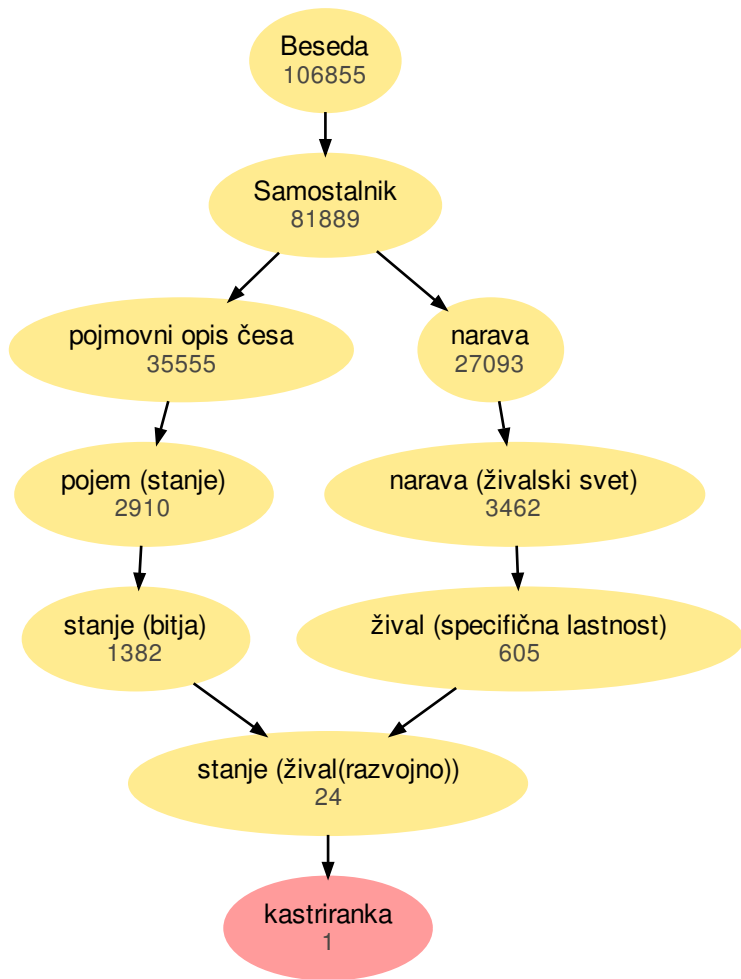 Beseda
106855
Samostalnik
81889
pojmovni opis česa
35555
narava
27093
pojem (stanje)
2910
narava (živalski svet)
3462
stanje (bitja)
1382
žival (specifična lastnost)
605
stanje (žival(razvojno))
24
kastriranka
1